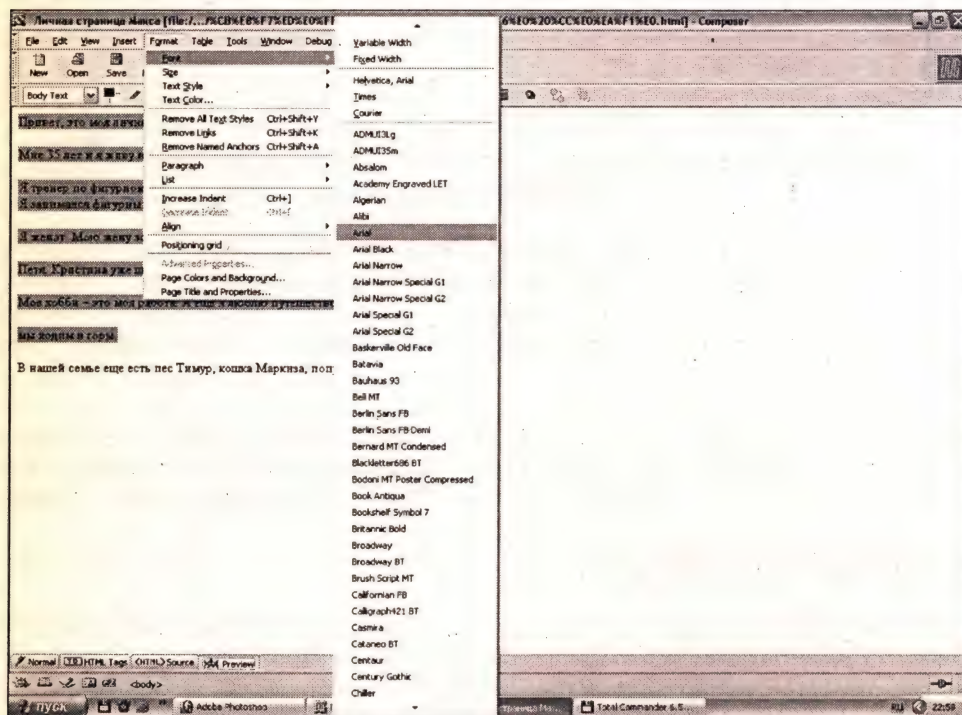 Личная страница Макса [file:/.../%CB%E8%F7%ED%E0%FF 6%E0%20%CC%E0%EA%F1%E0.html] - Composer
File Edit View Insert Format Table Tools Window Debug
New Open Save
Body Text
Font
Size
Text Style
Text Color...
Remove All Text Styles Ctrl+Shift+Y
Remove Links Ctrl+Shift+K
Remove Named Anchors Ctrl+Shift+A
Paragraph
List
Increase Indent Ctrl+]
Decrease Indent Ctrl+[
Align
Positioning grid
Advanced Properties...
Page Colors and Background...
Page Title and Properties...
Variable Width
Fixed Width
Helvetica, Arial
Times
Courier
ADMUI3Lg
ADMUI3Sm
Absalom
Academy Engraved LET
Algerian
Alibi
Arial
Arial Black
Arial Narrow
Arial Narrow Special G1
Arial Narrow Special G2
Arial Special G1
Arial Special G2
Baskerville Old Face
Batavia
Bauhaus 93
Bell MT
Berlin Sans FB
Berlin Sans FB Demi
Bernard MT Condensed
Blackletter686 BT
Bodoni MT Poster Compressed
Book Antiqua
Bookshelf Symbol 7
Britannic Bold
Broadway
Broadway BT
Brush Script MT
Californian FB
Calligraph421 BT
Casmira
Cataneo BT
Centaur
Century Gothic
Chiller
Привет, это моя лично
Мне 35 лет и я живу в
Я тренер по фигурном
Я занимался фигурны
Я женат. Мою жену з
Петя. Кристина уже ш
Мое хобби - это моя работа. А еще я люблю путешеств
мы ходим в горы.
В нашей семье еще есть пес Тимур, кошка Маркиза, поп
Normal HTML Tags <HTML> Source Preview
<body>
пуск Adobe Photoshop траница Ма... Total Commander 6.5... RU 22:58